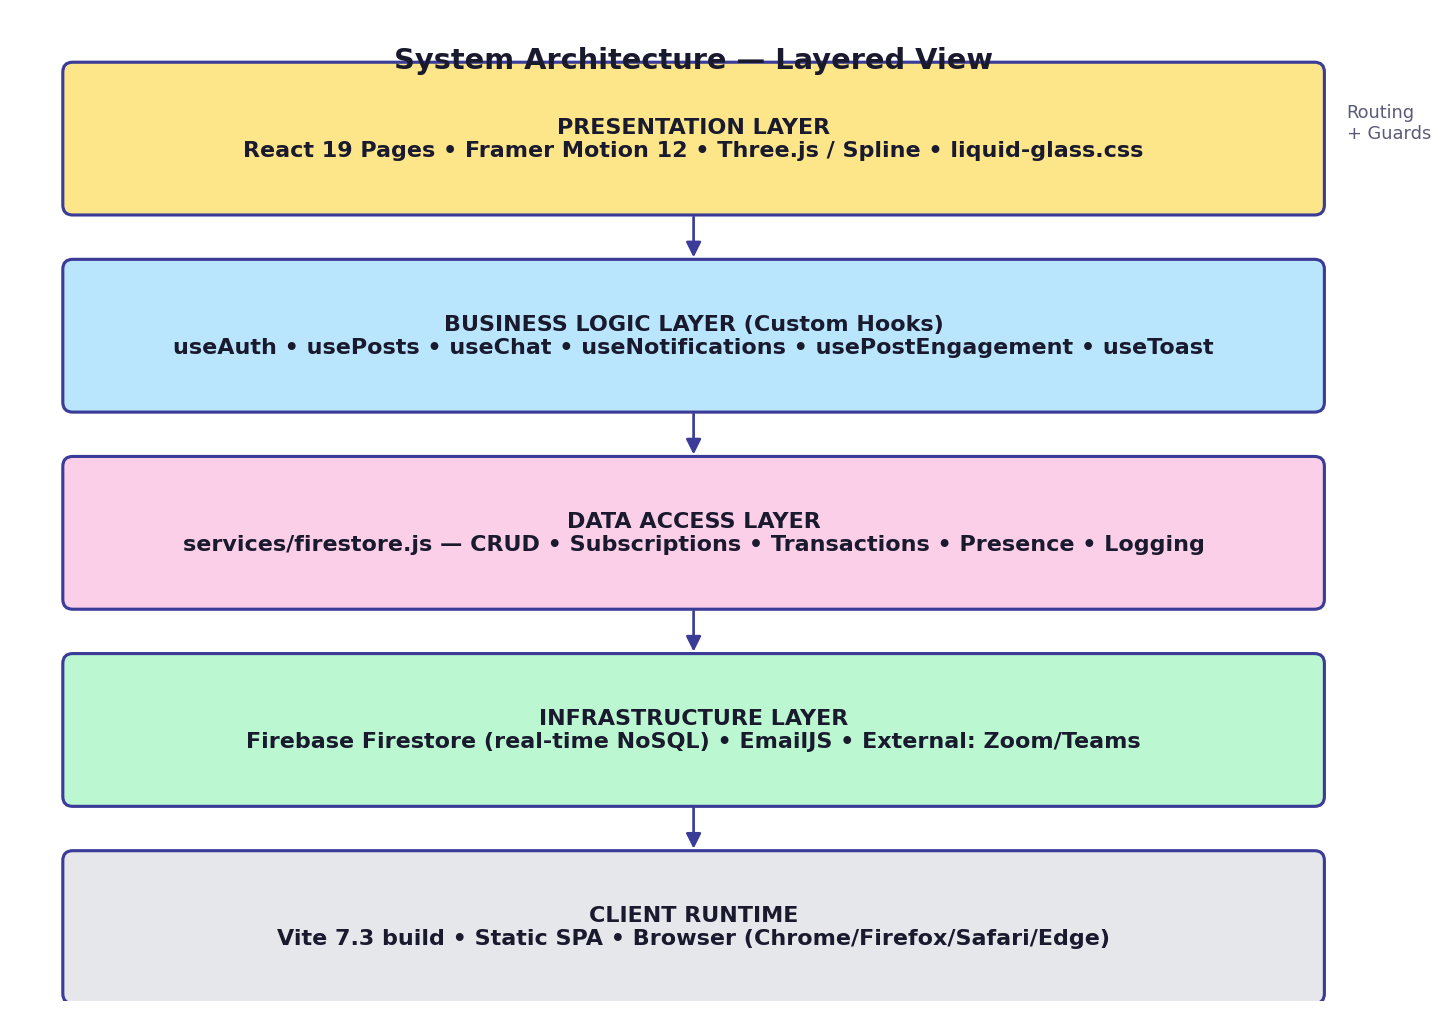 System Architecture — Layered View
PRESENTATION LAYER
React 19 Pages • Framer Motion 12 • Three.js / Spline • liquid-glass.css
Routing
+ Guards
BUSINESS LOGIC LAYER (Custom Hooks)
useAuth • usePosts • useChat • useNotifications • usePostEngagement • useToast
DATA ACCESS LAYER
services/firestore.js — CRUD • Subscriptions • Transactions • Presence • Logging
INFRASTRUCTURE LAYER
Firebase Firestore (real-time NoSQL) • EmailJS • External: Zoom/Teams
CLIENT RUNTIME
Vite 7.3 build • Static SPA • Browser (Chrome/Firefox/Safari/Edge)